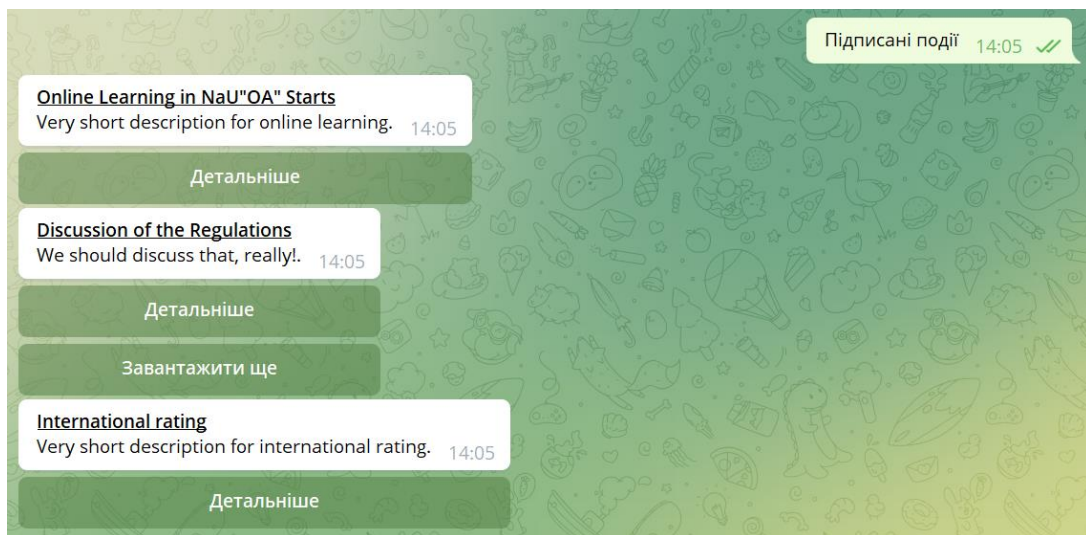 Підписані події 14:05
Online Learning in NaU"OA" Starts
Very short description for online learning. 14:05
Детальніше
Discussion of the Regulations
We should discuss that, really!. 14:05
Детальніше
Завантажити ще
International rating
Very short description for international rating. 14:05
Детальніше